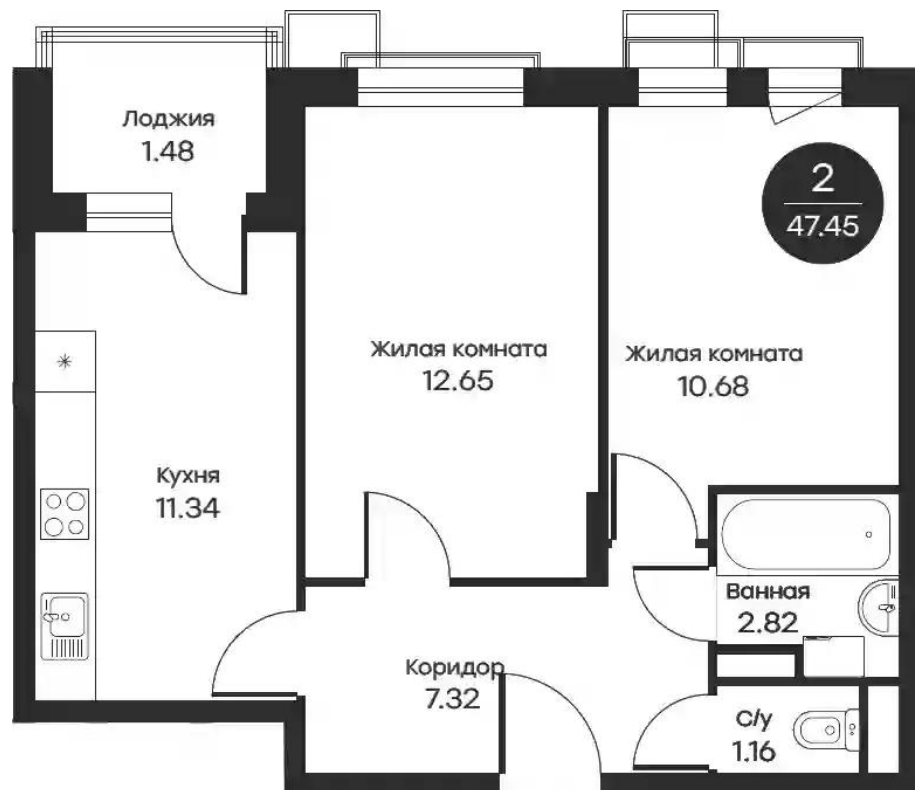 Лоджия
1.48
2
47.45
Жилая комната
12.65
Жилая комната
10.68
Кухня
11.34
Ванная
2.82
Коридор
7.32
С/у
1.16